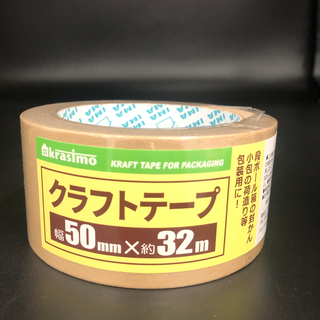 krasimo
KRAFT TAPE FOR PACKAGING
クラフトテープ
幅50mm×約32m
段ボール箱の封かん
小包の荷造り等
包装用に!